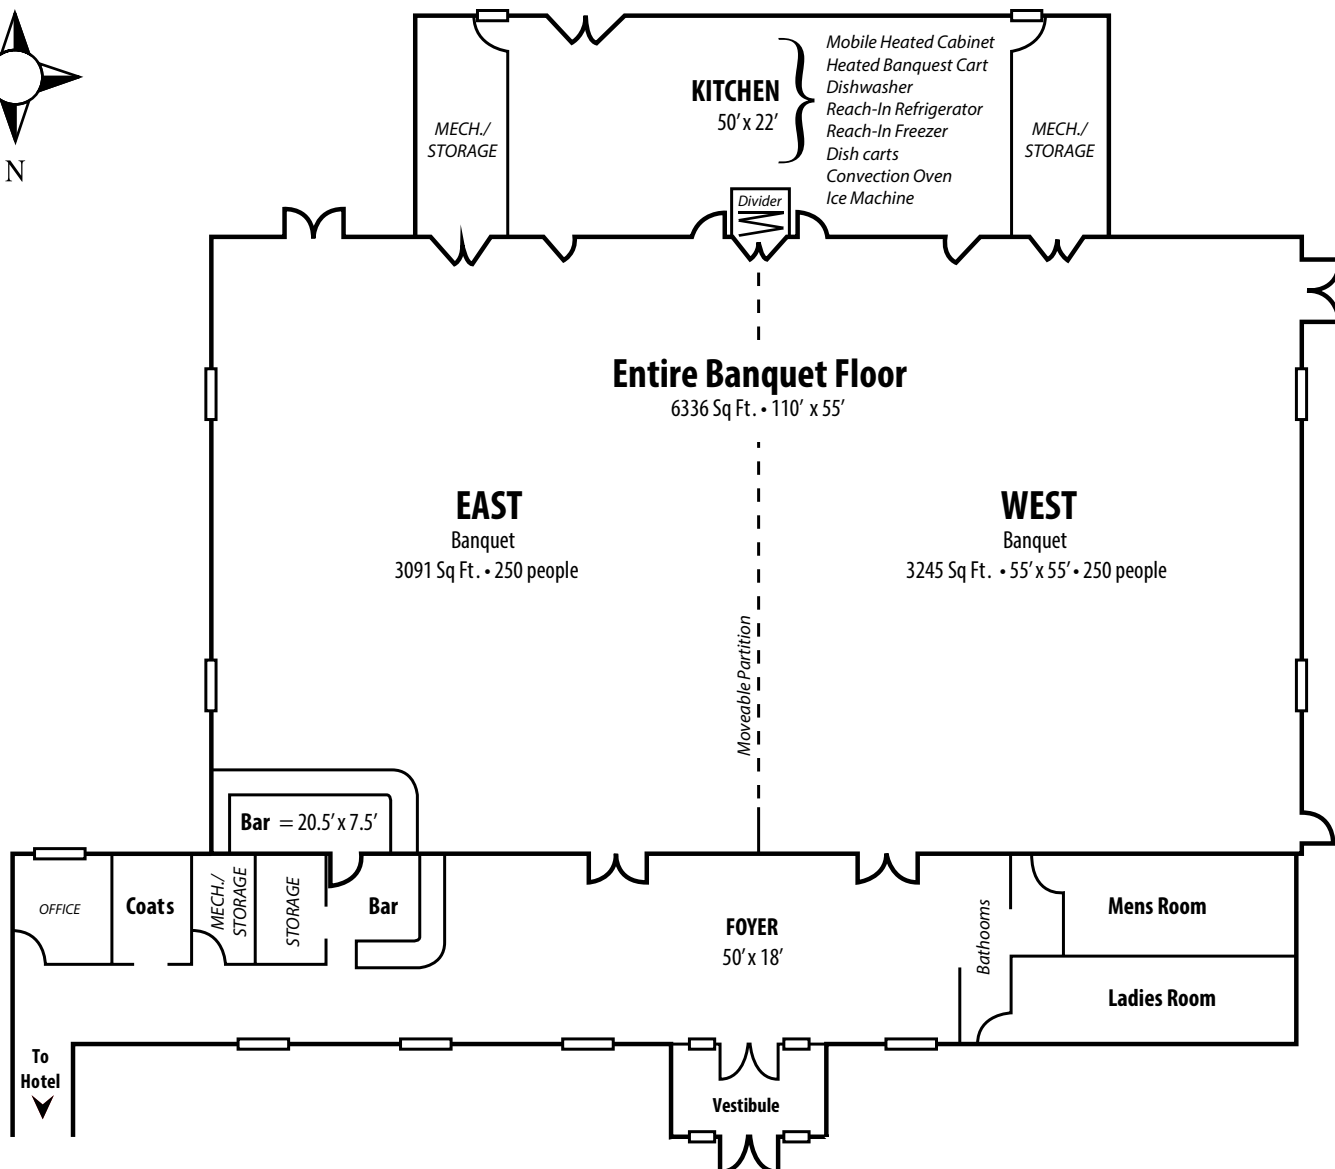 N
MECH./
STORAGE
KITCHEN
50' x 22'
Mobile Heated Cabinet
Heated Banquest Cart
Dishwasher
Reach-In Refrigerator
Reach-In Freezer
Dish carts
Convection Oven
Ice Machine
MECH./
STORAGE
Divider
Entire Banquet Floor
6336 Sq Ft. • 110' x 55'
EAST
Banquet
3091 Sq Ft. • 250 people
WEST
Banquet
3245 Sq Ft. • 55' x 55' • 250 people
Moveable Partition
Bar = 20.5' x 7.5'
OFFICE
Coats
MECH./
STORAGE
STORAGE
Bar
FOYER
50' x 18'
Bathooms
Mens Room
Ladies Room
To
Hotel
Vestibule